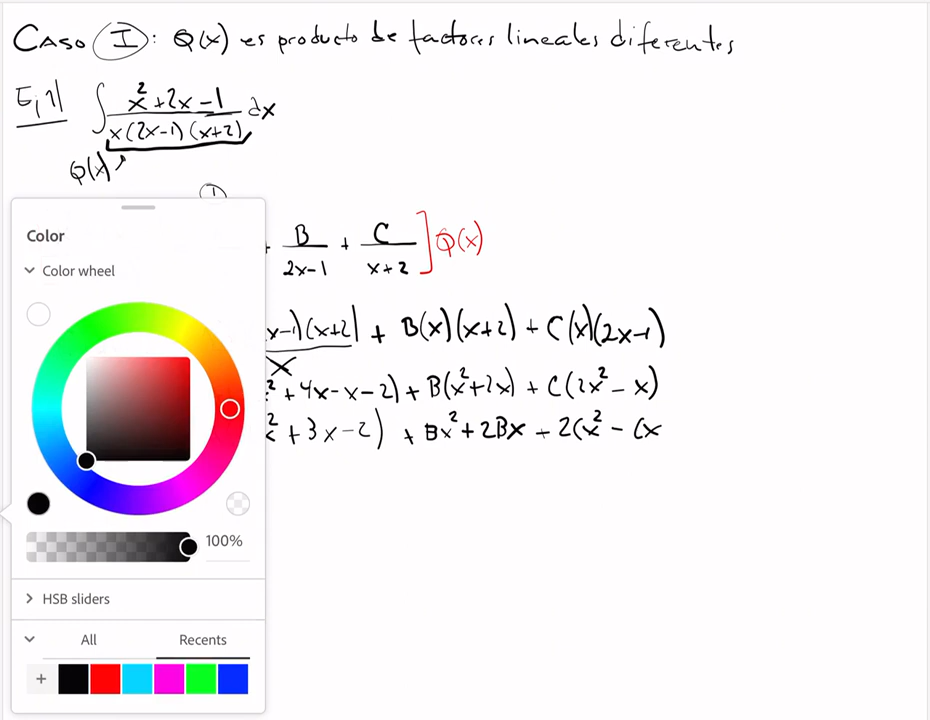 CASO I: Q(x) es producto de factores lineales diferentes
Ej 1) ∫ x²+2x-1 / x(2x-1)(x+2) dx
Q(x)
1
+ B/(2x-1) + C/(x+2) ] Q(x)
x-1)(x+2) + B(x)(x+2) + C(x)(2x-1)
x
² + 4x-x-2) + B(x²+2x) + C(2x²-x)
² + 3x-2) + Bx²+2Bx + 2Cx² - Cx
Color
Color wheel
100%
HSB sliders
All Recents
+